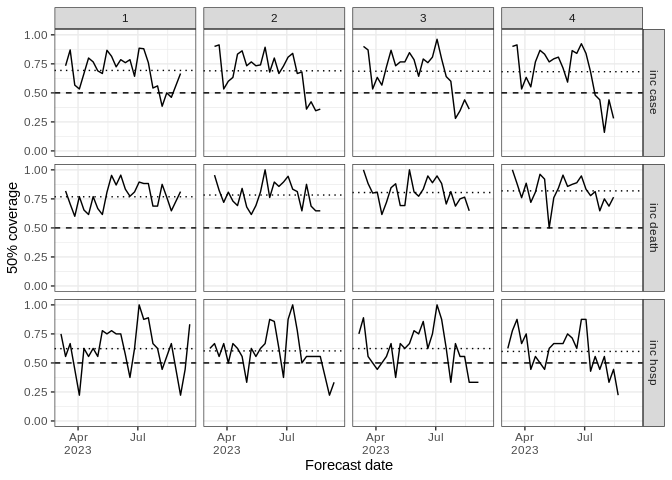 1 2 3 4
1.00
0.75
0.50
0.25
0.00
inc case
1.00
0.75
0.50
0.25
0.00
inc death
1.00
0.75
0.50
0.25
0.00
inc hosp
50% coverage
Apr Jul Apr Jul Apr Jul Apr Jul
2023 2023 2023 2023
Forecast date